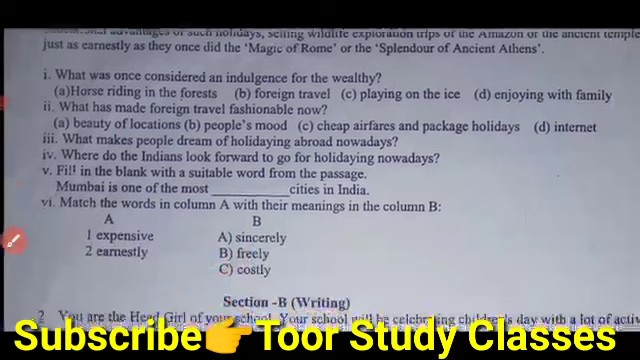 advantages of such holidays, selling wildlife exploration trips of the Amazon or the ancient temple
just as earnestly as they once did the 'Magic of Rome' or the 'Splendour of Ancient Athens'.
i. What was once considered an indulgence for the wealthy?
(a)Horse riding in the forests (b) foreign travel (c) playing on the ice (d) enjoying with family
ii. What has made foreign travel fashionable now?
(a) beauty of locations (b) people's mood (c) cheap airfares and package holidays (d) internet
iii. What makes people dream of holidaying abroad nowadays?
iv. Where do the Indians look forward to go for holidaying nowadays?
v. Fill in the blank with a suitable word from the passage.
Mumbai is one of the most __________ cities in India.
vi. Match the words in column A with their meanings in the column B:
A B
1 expensive A) sincerely
2 earnestly B) freely
C) costly
Section -B (Writing)
2 You are the Head Girl of your school. Your school will be celebrating children's day with a lot of
Subscribe👉Toor Study Classes